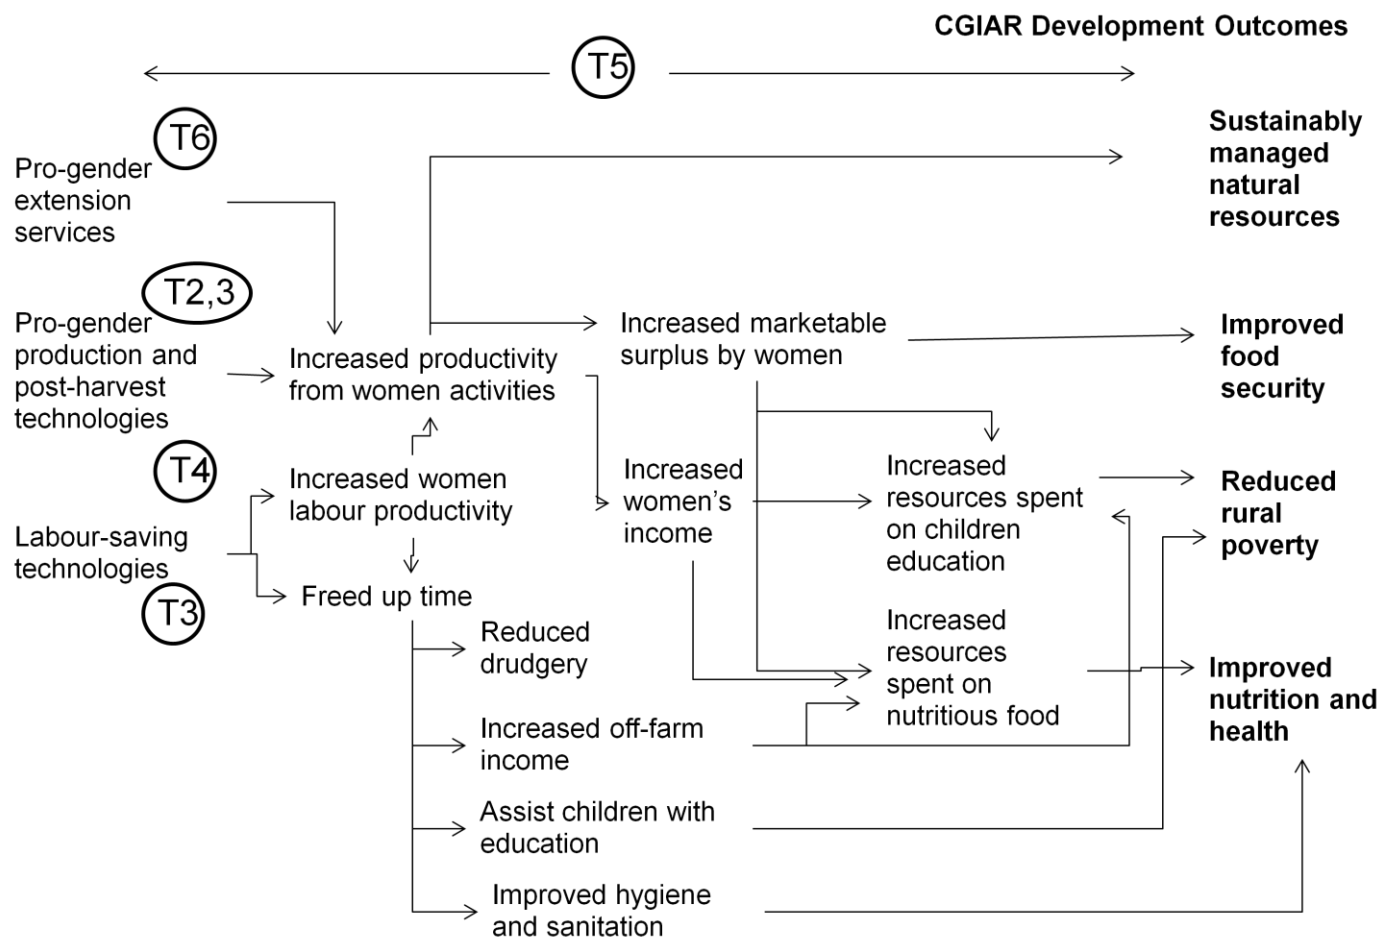 CGIAR Development Outcomes
T5
T6
Pro-gender
extension
services
Sustainably
managed
natural
resources
T2,3
Pro-gender
production and
post-harvest
technologies
Increased productivity
from women activities
Increased marketable
surplus by women
Improved
food
security
T4
Increased women
labour productivity
Increased
women's
income
Increased
resources spent
on children
education
Reduced
rural
poverty
Labour-saving
technologies
T3
Freed up time
Reduced
drudgery
Increased
resources
spent on
nutritious food
Improved
nutrition and
health
Increased off-farm
income
Assist children with
education
Improved hygiene
and sanitation